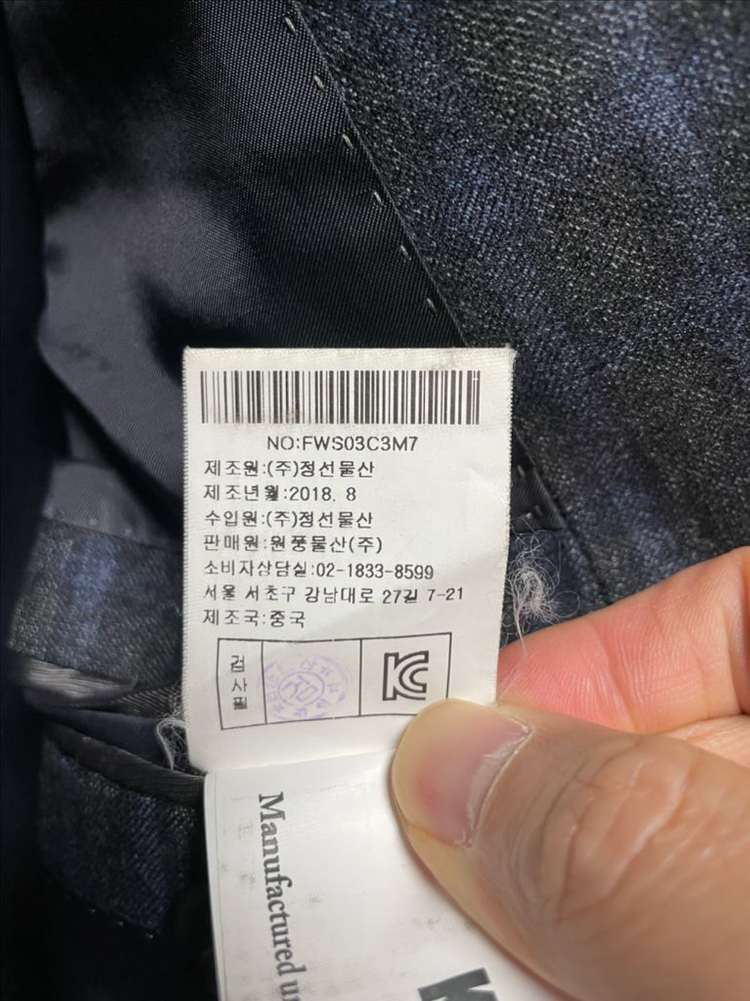 NO:FWS03C3M7
제조원:(주)정선물산
제조년월:2018. 8
수입원:(주)정선물산
판매원:원풍물산(주)
소비자상담실:02-1833-8599
서울 서초구 강남대로 27길 7-21
제조국:중국
검사필
KC
Manufactured u